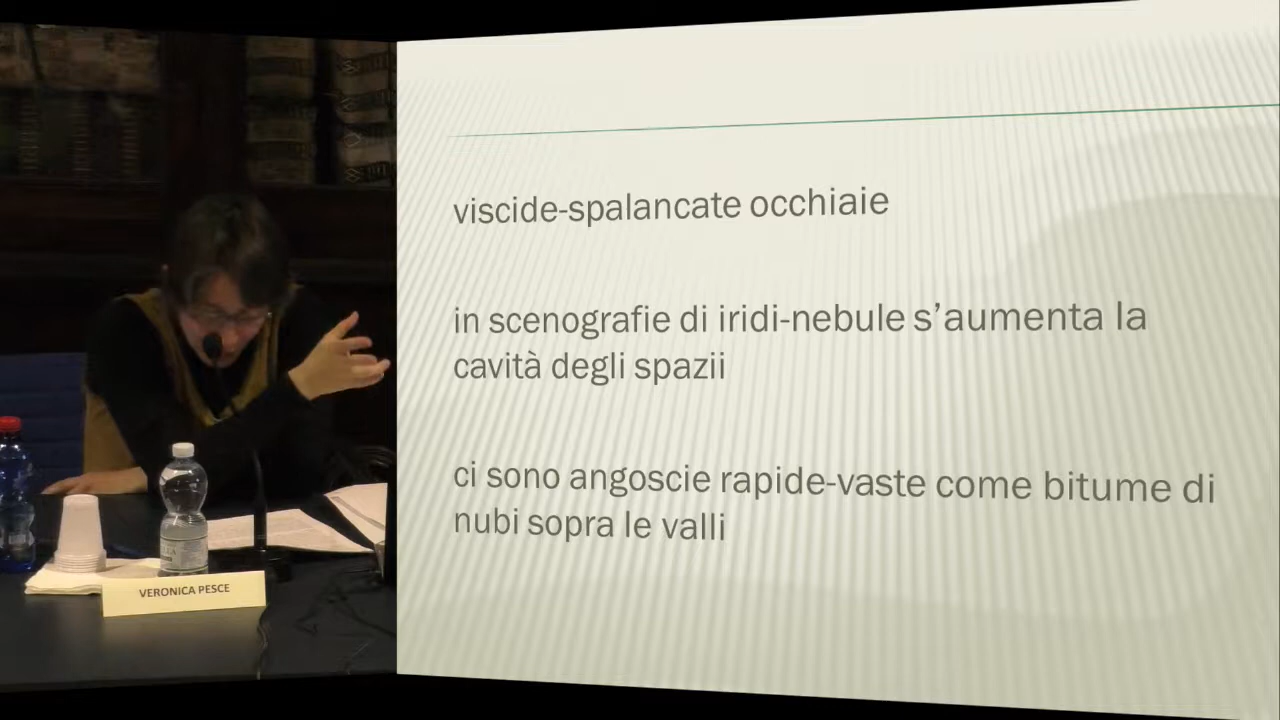 viscide-spalancate occhiaie
in scenografie di iridi-nebule s’aumenta la
cavità degli spazii
ci sono angoscie rapide-vaste come bitume di
nubi sopra le valli
VERONICA PESCE